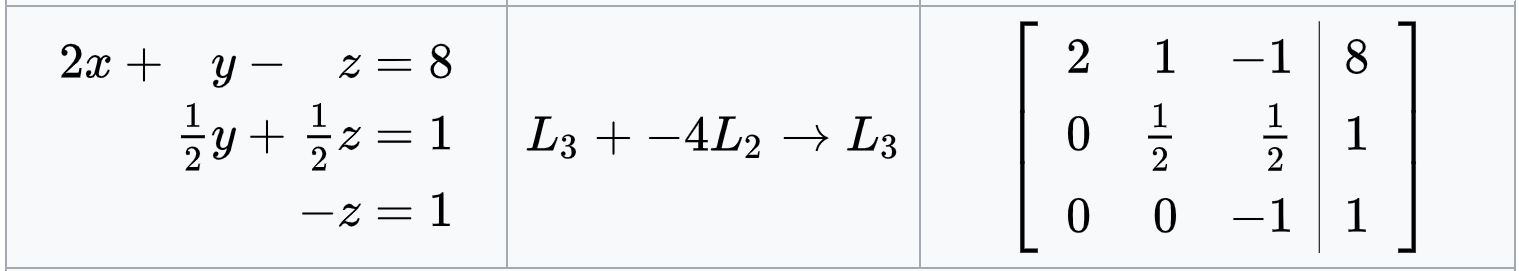 2x + y − z = 8
½y + ½z = 1
−z = 1
L₃ + −4L₂ → L₃
[ 2 1 −1 | 8 ]
[ 0 ½ ½ | 1 ]
[ 0 0 −1 | 1 ]